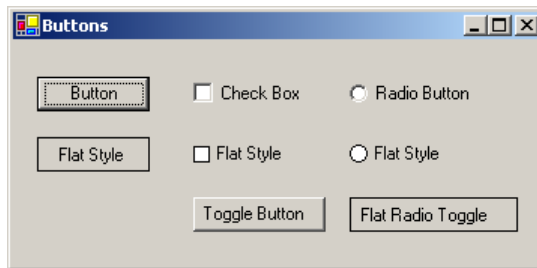 Buttons
Button
Check Box
Radio Button
Flat Style
Flat Style
Flat Style
Toggle Button
Flat Radio Toggle